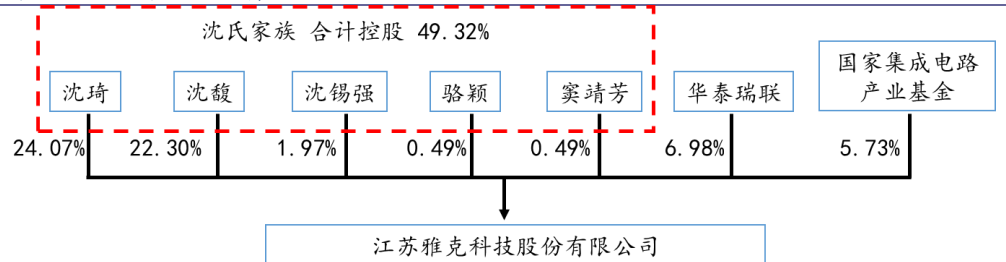 沈氏家族 合计控股 49.32%
沈琦
沈馥
沈锡强
骆颖
窦靖芳
华泰瑞联
国家集成电路
产业基金
24.07%
22.30%
1.97%
0.49%
0.49%
6.98%
5.73%
江苏雅克科技股份有限公司